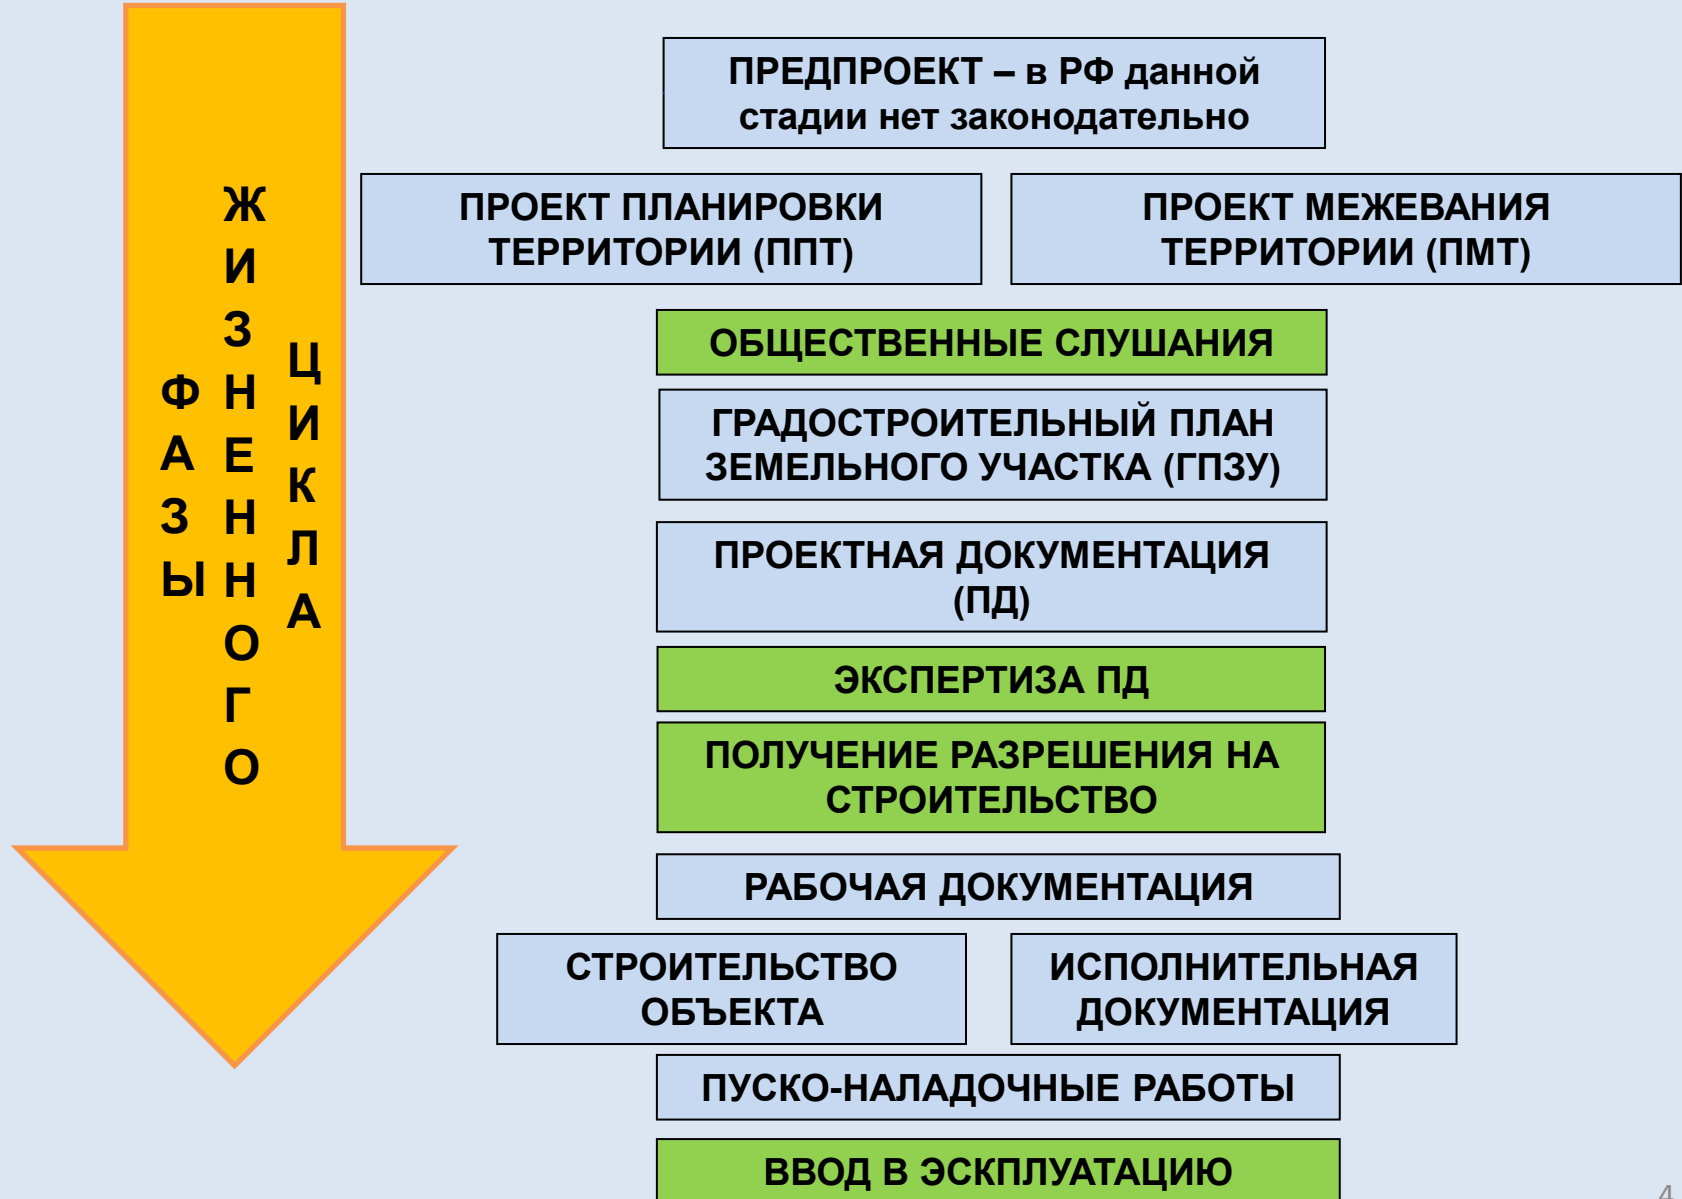 ФАЗЫ
ЖИЗНЕННОГО
ЦИКЛА
ПРЕДПРОЕКТ – в РФ данной
стадии нет законодательно
ПРОЕКТ ПЛАНИРОВКИ
ТЕРРИТОРИИ (ППТ)
ПРОЕКТ МЕЖЕВАНИЯ
ТЕРРИТОРИИ (ПМТ)
ОБЩЕСТВЕННЫЕ СЛУШАНИЯ
ГРАДОСТРОИТЕЛЬНЫЙ ПЛАН
ЗЕМЕЛЬНОГО УЧАСТКА (ГПЗУ)
ПРОЕКТНАЯ ДОКУМЕНТАЦИЯ
(ПД)
ЭКСПЕРТИЗА ПД
ПОЛУЧЕНИЕ РАЗРЕШЕНИЯ НА
СТРОИТЕЛЬСТВО
РАБОЧАЯ ДОКУМЕНТАЦИЯ
СТРОИТЕЛЬСТВО
ОБЪЕКТА
ИСПОЛНИТЕЛЬНАЯ
ДОКУМЕНТАЦИЯ
ПУСКО-НАЛАДОЧНЫЕ РАБОТЫ
ВВОД В ЭСКПЛУАТАЦИЮ
4